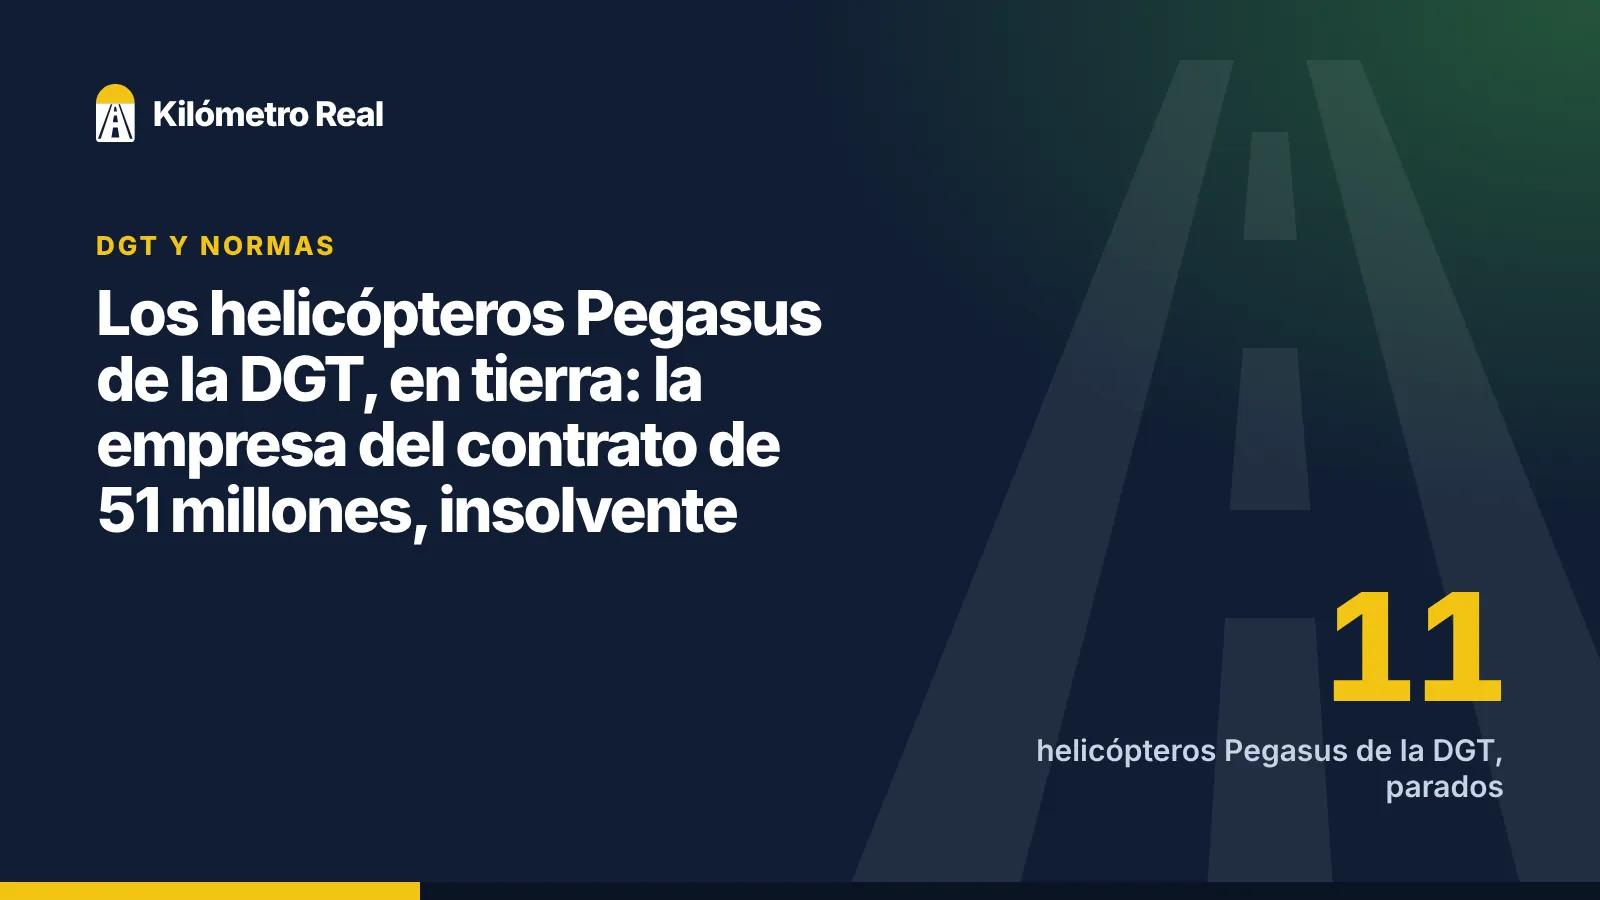 Kilómetro Real
DGT Y NORMAS
Los helicópteros Pegasus
de la DGT, en tierra: la
empresa del contrato de
51 millones, insolvente
11
helicópteros Pegasus de la DGT,
parados